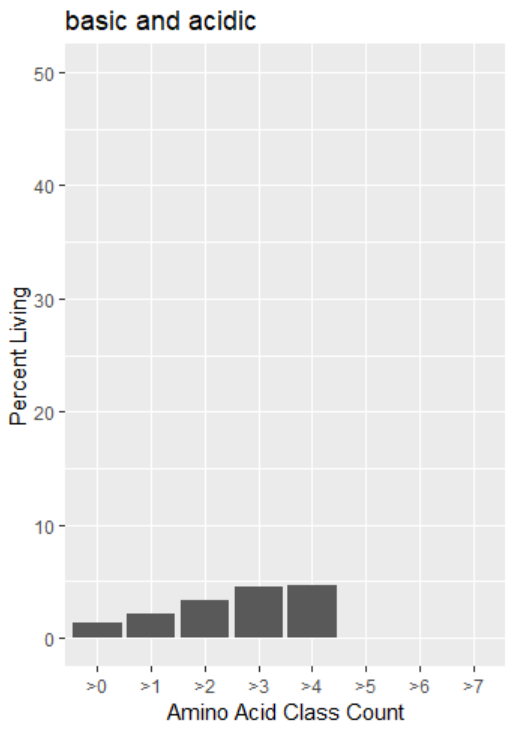 basic and acidic
50
40
30
20
10
0
Percent Living
>0 >1 >2 >3 >4 >5 >6 >7
Amino Acid Class Count